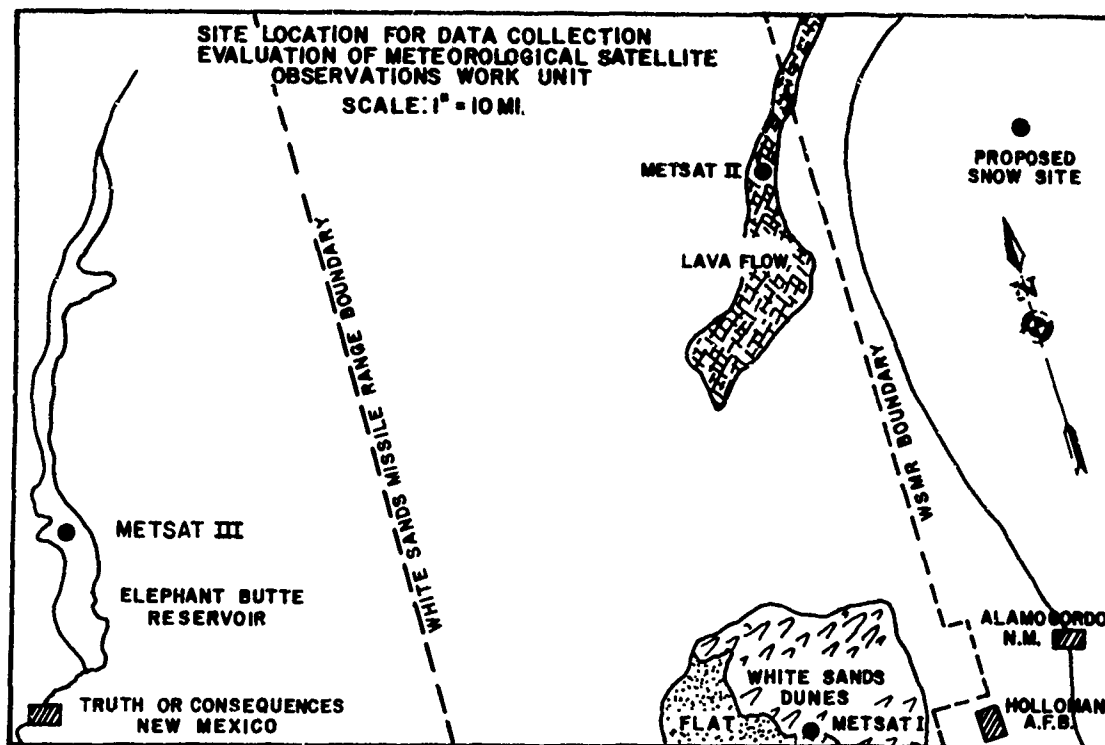 SITE LOCATION FOR DATA COLLECTION
EVALUATION OF METEOROLOGICAL SATELLITE
OBSERVATIONS WORK UNIT
SCALE: 1" = 10 MI.
METSAT II
PROPOSED
SNOW SITE
LAVA FLOW
N
WHITE SANDS MISSILE RANGE BOUNDARY
WSMR BOUNDARY
METSAT III
ELEPHANT BUTTE
RESERVOIR
ALAMOGORDO
N.M.
WHITE SANDS
DUNES
TRUTH OR CONSEQUENCES
NEW MEXICO
FLAT
METSAT I
HOLLOMAN
A.F.B.